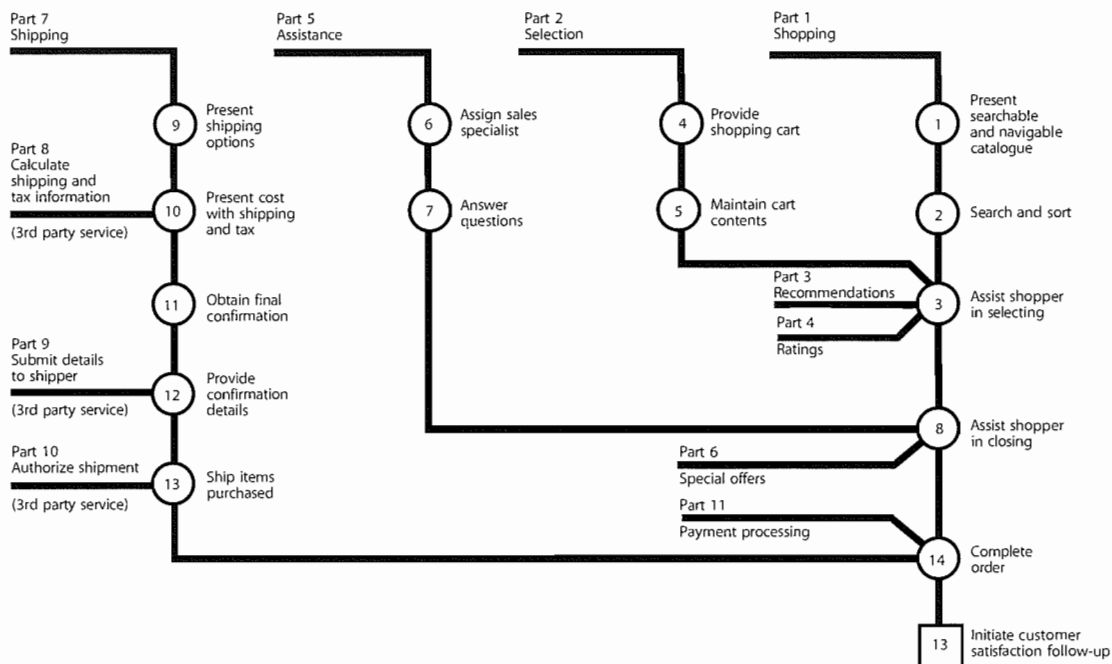 Part 7
Shipping
Part 5
Assistance
Part 2
Selection
Part 1
Shopping
9
Present
shipping
options
6
Assign sales
specialist
4
Provide
shopping cart
1
Present
searchable
and navigable
catalogue
Part 8
Calculate
shipping and
tax information
(3rd party service)
10
Present cost
with shipping
and tax
7
Answer
questions
5
Maintain cart
contents
2
Search and sort
Part 3
Recommendations
3
Assist shopper
in selecting
Part 4
Ratings
11
Obtain final
confirmation
Part 9
Submit details
to shipper
(3rd party service)
12
Provide
confirmation
details
8
Assist shopper
in closing
Part 6
Special offers
Part 10
Authorize shipment
(3rd party service)
13
Ship items
purchased
Part 11
Payment processing
14
Complete
order
13
Initiate customer
satisfaction follow-up